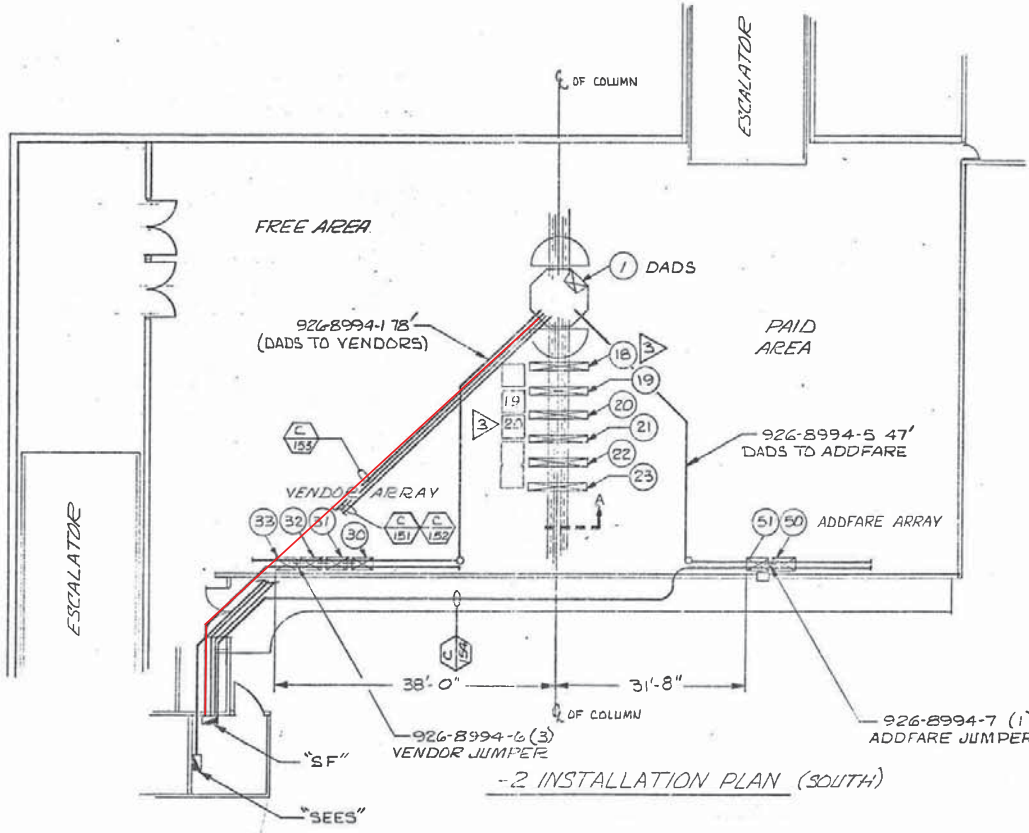 ESCALATOR
℄ OF COLUMN
FREE AREA
1 DADS
926-8994-1 78'
(DADS TO VENDORS)
PAID
AREA
18 3
19
19
20
3 20
21
22
23
926-8994-5 47'
DADS TO ADDFARE
C
153
VENDOR ARRAY
C
151
C
152
A
33 32 31 30
51 50 ADDFARE ARRAY
ESCALATOR
C
154
38'-0"
31'-8"
℄ OF COLUMN
926-8994-6 (3)
VENDOR JUMPER
926-8994-7 (1
ADDFARE JUMPER
"SF"
"SEES"
-2 INSTALLATION PLAN (SOUTH)